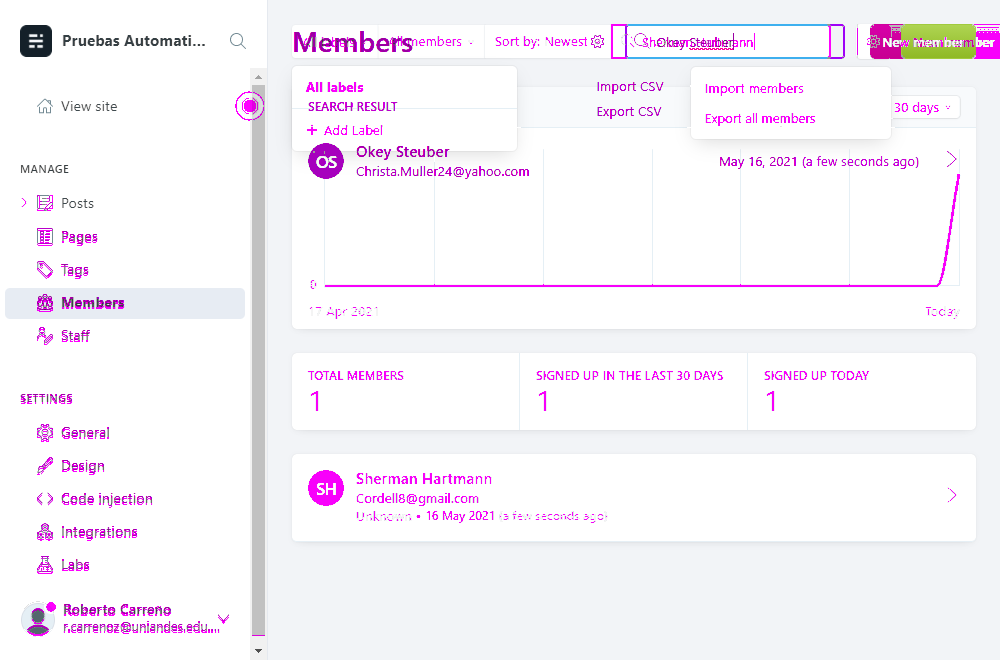 Pruebas Automati...
View site
MANAGE
Posts
Pages
Tags
Members
Staff
SETTINGS
General
Design
Code injection
Integrations
Labs
Roberto Carreño
r.carrenoz@uniandes.edu....
Members
All members
Sort by: Newest
Okey Steuber
New member
All labels
SEARCH RESULT
+ Add Label
Import CSV
Export CSV
Import members
Export all members
30 days
OS
Okey Steuber
Christa.Muller24@yahoo.com
May 16, 2021 (a few seconds ago)
0
17 Apr 2021
Today
TOTAL MEMBERS
1
SIGNED UP IN THE LAST 30 DAYS
1
SIGNED UP TODAY
1
SH
Sherman Hartmann
Cordell8@gmail.com
Unknown • 16 May 2021 (a few seconds ago)